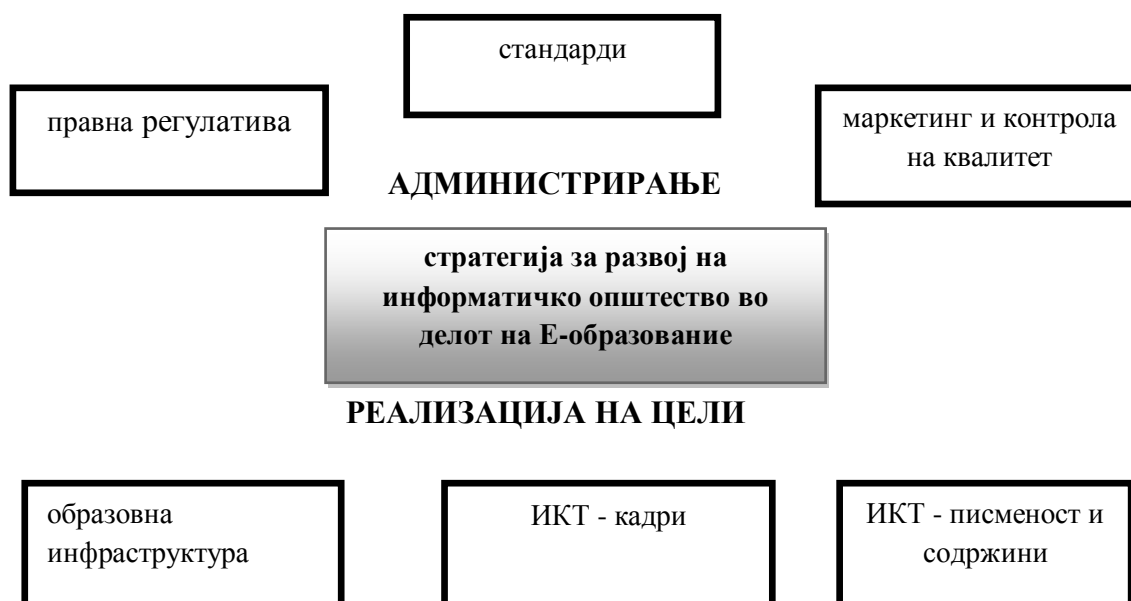 стандарди
правна регулатива
маркетинг и контрола
на квалитет
АДМИНИСТРИРАЊЕ
стратегија за развој на
информатичко општество во
делот на Е-образование
РЕАЛИЗАЦИЈА НА ЦЕЛИ
образовна
инфраструктура
ИКТ - кадри
ИКТ - писменост и
содржини